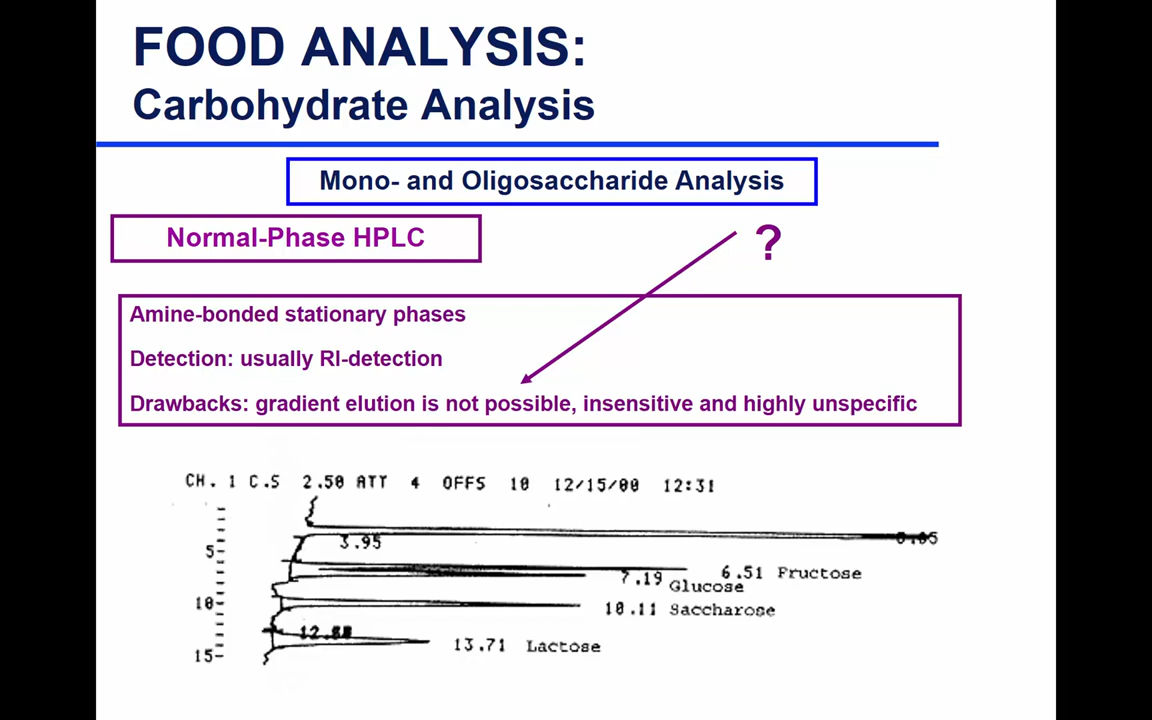 FOOD ANALYSIS:
Carbohydrate Analysis
Mono- and Oligosaccharide Analysis
Normal-Phase HPLC
?
Amine-bonded stationary phases
Detection: usually RI-detection
Drawbacks: gradient elution is not possible, insensitive and highly unspecific
CH. 1 C.S 2.50 ATT 4 OFFS 10 12/15/00 12:31
3.95
5
6.51 Fructose
7.19 Glucose
10
10.11 Saccharose
13.71 Lactose
15